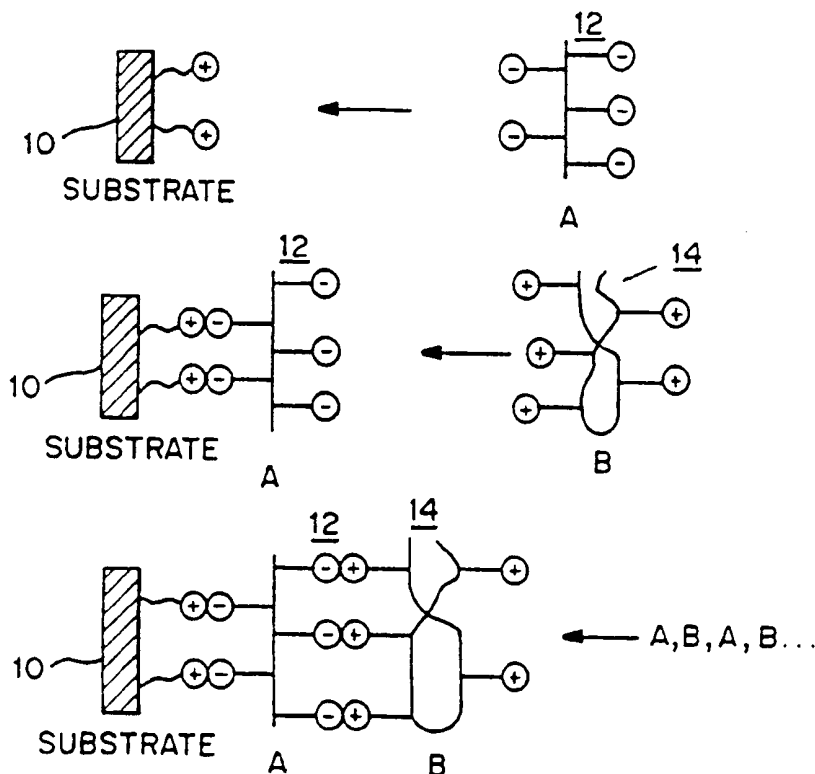 12
+ - -
10 + - -
SUBSTRATE -
A
12 14
- + +
+ - - +
10 + - - + +
SUBSTRATE A B
12 14
- + +
+ -
- + A,B,A,B...
10 + - +
- +
SUBSTRATE A B